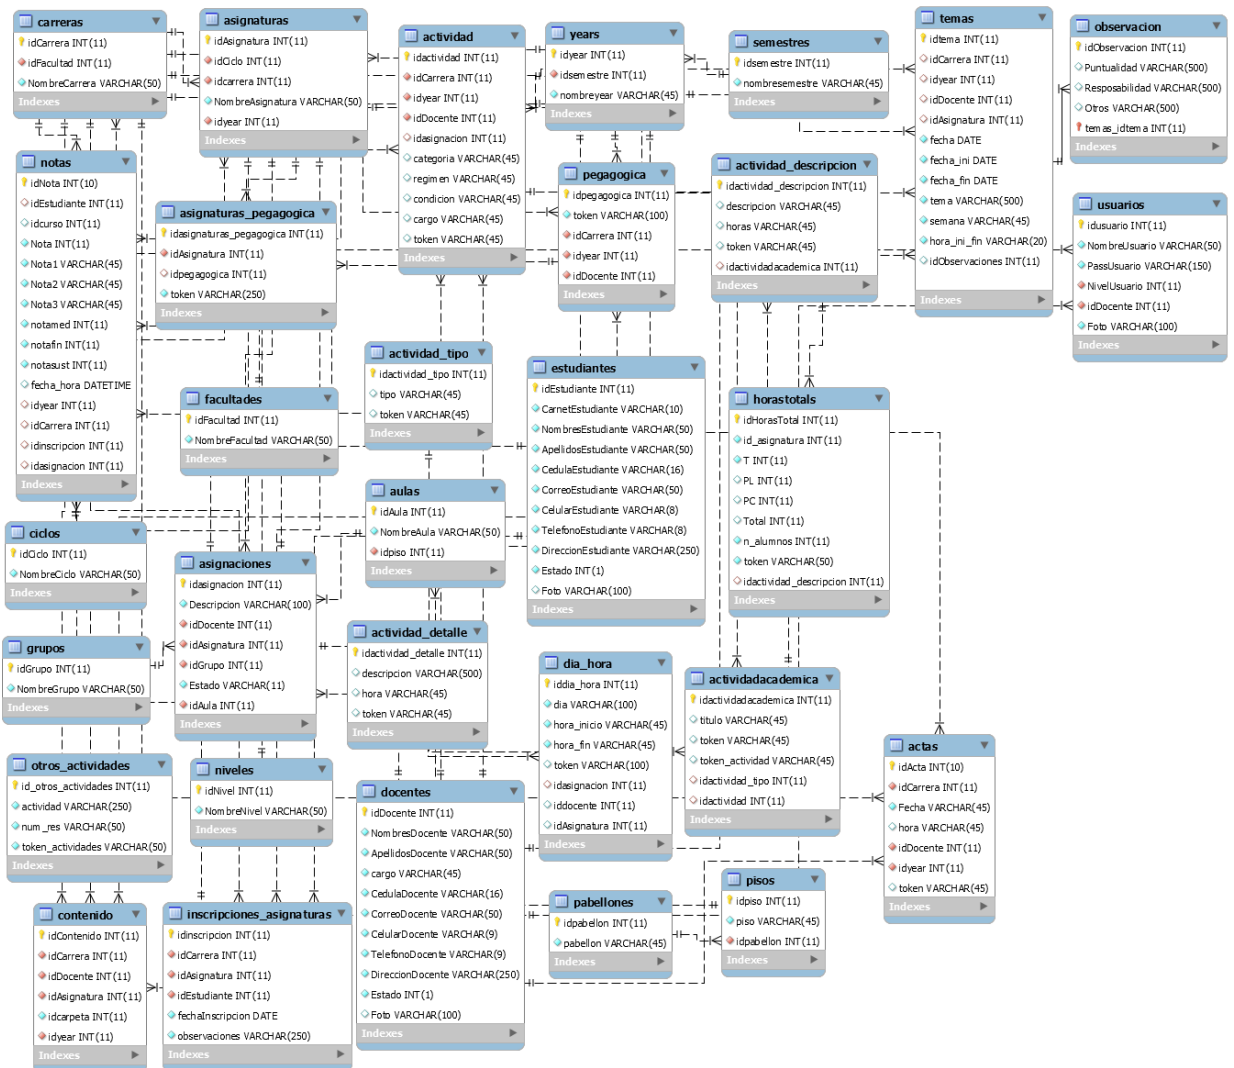 carreras
idCarrera INT(11)
idFacultad INT(11)
NombreCarrera VARCHAR(50)
Indexes
asignaturas
idAsignatura INT(11)
idCiclo INT(11)
idcarrera INT(11)
NombreAsignatura VARCHAR(50)
idyear INT(11)
Indexes
actividad
idactividad INT(11)
idCarrera INT(11)
idyear INT(11)
idDocente INT(11)
idasignacion INT(11)
categoria VARCHAR(45)
regimen VARCHAR(45)
condicion VARCHAR(45)
cargo VARCHAR(45)
token VARCHAR(45)
Indexes
years
idyear INT(11)
idsemestre INT(11)
nombreyear VARCHAR(45)
Indexes
semestres
idsemestre INT(11)
nombresemestre VARCHAR(45)
Indexes
temas
idtema INT(11)
idCarrera INT(11)
idyear INT(11)
idDocente INT(11)
idAsignatura INT(11)
fecha DATE
fecha_ini DATE
fecha_fin DATE
tema VARCHAR(500)
semana VARCHAR(45)
hora_ini_fin VARCHAR(20)
idObservaciones INT(11)
Indexes
observacion
idObservacion INT(11)
Puntualidad VARCHAR(500)
Resposabilidad VARCHAR(500)
Otros VARCHAR(500)
temas_idtema INT(11)
Indexes
notas
idNota INT(10)
idEstudiante INT(11)
idcurso INT(11)
Nota INT(11)
Nota1 VARCHAR(45)
Nota2 VARCHAR(45)
Nota3 VARCHAR(45)
notamed INT(11)
notafin INT(11)
notasust INT(11)
fecha_hora DATETIME
idyear INT(11)
idCarrera INT(11)
idinscripcion INT(11)
idasignacion INT(11)
Indexes
asignaturas_pegagogica
idasignaturas_pegagogica INT(11)
idAsignatura INT(11)
idpegagogica INT(11)
token VARCHAR(250)
Indexes
pegagogica
idpegagogica INT(11)
token VARCHAR(100)
idCarrera INT(11)
idyear INT(11)
idDocente INT(11)
Indexes
actividad_descripcion
idactividad_descripcion INT(11)
descripcion VARCHAR(45)
horas VARCHAR(45)
token VARCHAR(45)
idactividadacademica INT(11)
Indexes
usuarios
idusuario INT(11)
NombreUsuario VARCHAR(50)
PassUsuario VARCHAR(150)
NivelUsuario INT(11)
idDocente INT(11)
Foto VARCHAR(100)
Indexes
facultades
idFacultad INT(11)
NombreFacultad VARCHAR(50)
Indexes
actividad_tipo
idactividad_tipo INT(11)
tipo VARCHAR(45)
token VARCHAR(45)
Indexes
estudiantes
idEstudiante INT(11)
CarnetEstudiante VARCHAR(10)
NombresEstudiante VARCHAR(50)
ApellidosEstudiante VARCHAR(50)
CedulaEstudiante VARCHAR(16)
CorreoEstudiante VARCHAR(50)
CelularEstudiante VARCHAR(8)
TelefonoEstudiante VARCHAR(8)
DireccionEstudiante VARCHAR(250)
Estado INT(1)
Foto VARCHAR(100)
Indexes
horastotals
idHorasTotal INT(11)
id_asignatura INT(11)
T INT(11)
PL INT(11)
PC INT(11)
Total INT(11)
n_alumnos INT(11)
token VARCHAR(50)
idactividad_descripcion INT(11)
Indexes
ciclos
idCiclo INT(11)
NombreCiclo VARCHAR(50)
Indexes
aulas
idAula INT(11)
NombreAula VARCHAR(50)
idpiso INT(11)
Indexes
asignaciones
idasignacion INT(11)
Descripcion VARCHAR(100)
idDocente INT(11)
idAsignatura INT(11)
idGrupo INT(11)
Estado VARCHAR(11)
idAula INT(11)
Indexes
grupos
idGrupo INT(11)
NombreGrupo VARCHAR(50)
Indexes
actividad_detalle
idactividad_detalle INT(11)
descripcion VARCHAR(500)
hora VARCHAR(45)
token VARCHAR(45)
Indexes
dia_hora
iddia_hora INT(11)
dia VARCHAR(100)
hora_inicio VARCHAR(45)
hora_fin VARCHAR(45)
token VARCHAR(100)
idasignacion INT(11)
iddocente INT(11)
idAsignatura INT(11)
Indexes
actividadacademica
idactividadacademica INT(11)
titulo VARCHAR(45)
token VARCHAR(45)
token_actividad VARCHAR(45)
idactividad_tipo INT(11)
idactividad INT(11)
Indexes
actas
idActa INT(10)
idCarrera INT(11)
Fecha VARCHAR(45)
hora VARCHAR(45)
idDocente INT(11)
idyear INT(11)
token VARCHAR(45)
Indexes
otros_actividades
id_otros_actividades INT(11)
actividad VARCHAR(250)
num_res VARCHAR(50)
token_actividades VARCHAR(50)
Indexes
niveles
idNivel INT(11)
NombreNivel VARCHAR(50)
Indexes
docentes
idDocente INT(11)
NombresDocente VARCHAR(50)
ApellidosDocente VARCHAR(50)
cargo VARCHAR(45)
CedulaDocente VARCHAR(16)
CorreoDocente VARCHAR(50)
CelularDocente VARCHAR(9)
TelefonoDocente VARCHAR(9)
DireccionDocente VARCHAR(250)
Estado INT(1)
Foto VARCHAR(100)
Indexes
pabellones
idpabellon INT(11)
pabellon VARCHAR(45)
Indexes
pisos
idpiso INT(11)
piso VARCHAR(45)
idpabellon INT(11)
Indexes
contenido
idContenido INT(11)
idCarrera INT(11)
idDocente INT(11)
idAsignatura INT(11)
idcarpeta INT(11)
idyear INT(11)
Indexes
inscripciones_asignaturas
idinscripcion INT(11)
idCarrera INT(11)
idAsignatura INT(11)
idEstudiante INT(11)
fechaInscripcion DATE
observaciones VARCHAR(250)
Indexes